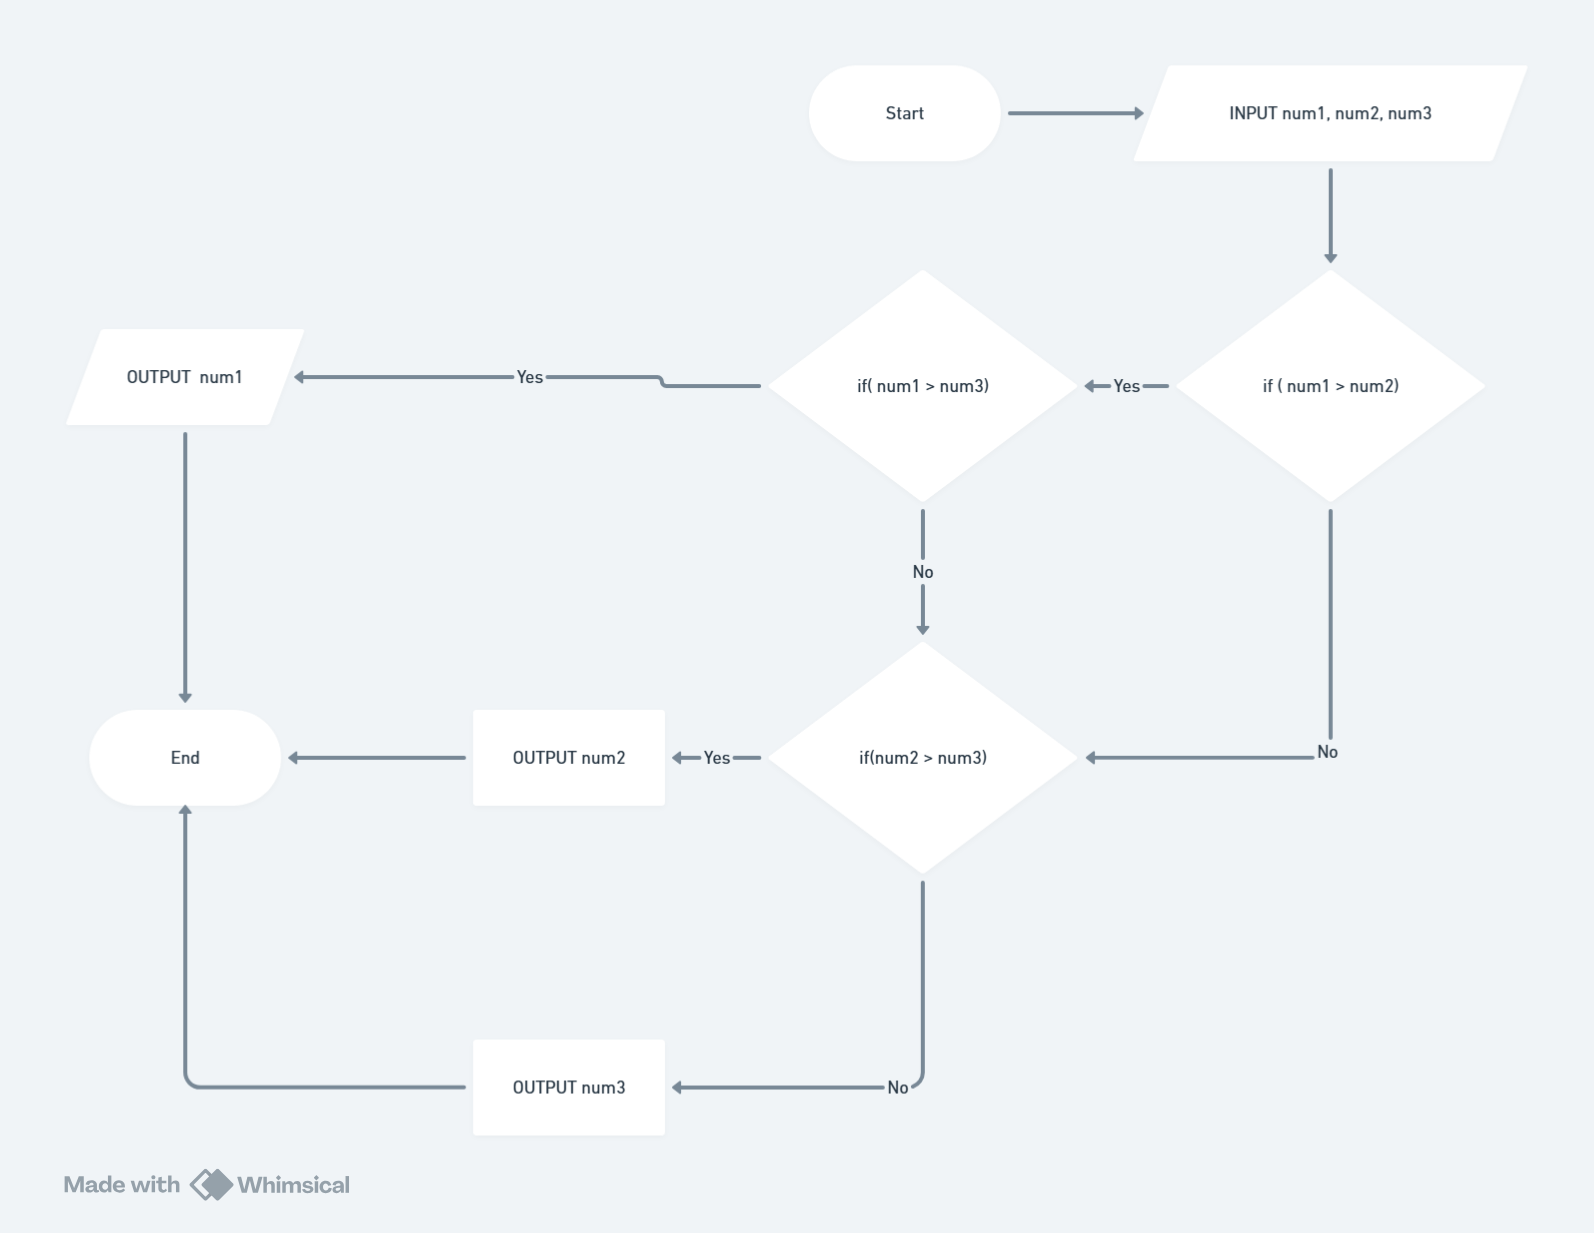 Start
INPUT num1, num2, num3
if ( num1 > num2)
Yes
if( num1 > num3)
Yes
OUTPUT  num1
No
No
if(num2 > num3)
Yes
OUTPUT num2
End
No
OUTPUT num3
Made with Whimsical